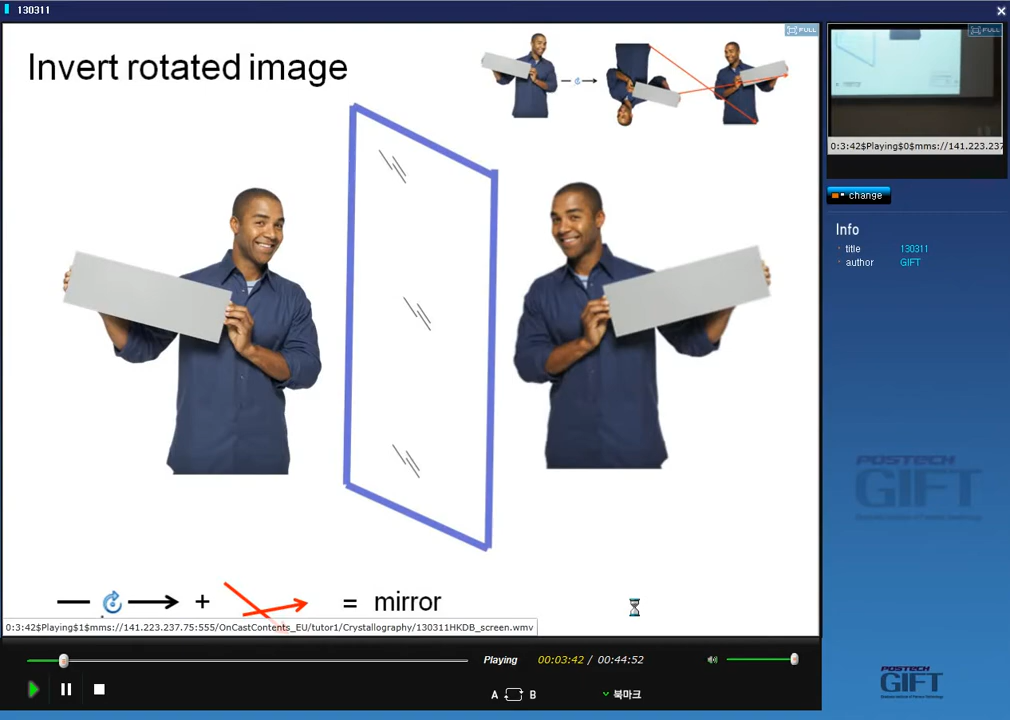 130311
Invert rotated image
FULL
FULL
0:3:42$Playing$0$mms://141.223.237
change
Info
title 130311
author GIFT
POSTECH
GIFT
+ = mirror
0:3:42$Playing$1$mms://141.223.237.75:555/OnCastContents_EU/tutor1/Crystallography/130311HKDB_screen.wmv
Playing 00:03:42 / 00:44:52
A B 북마크
POSTECH
GIFT